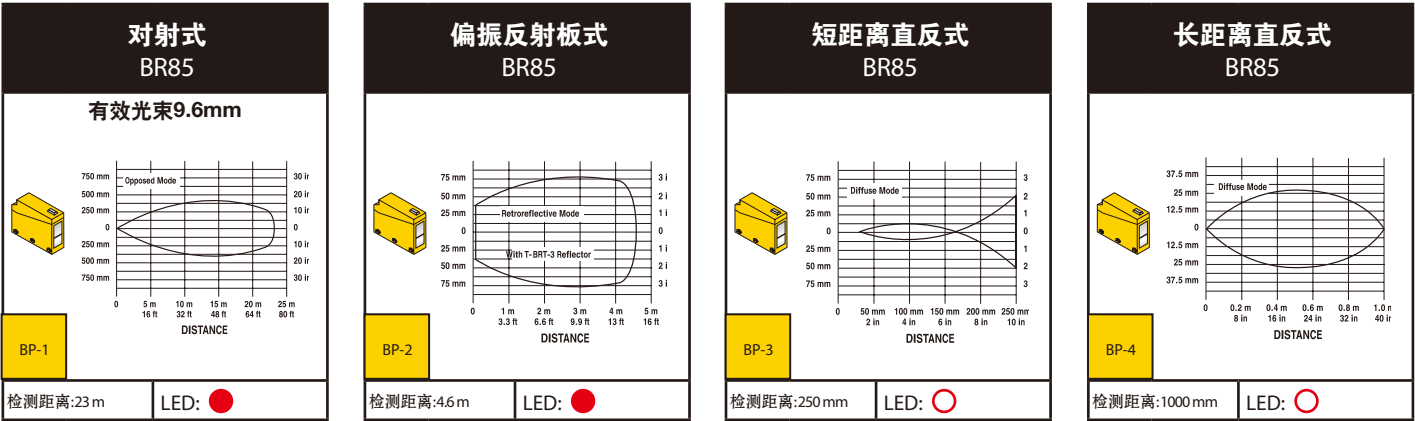 对射式
BR85
有效光束9.6mm
Opposed Mode
750 mm
500 mm
250 mm
0
250 mm
500 mm
750 mm
30 in
20 in
10 in
0
10 in
20 in
30 in
0 5 m 10 m 15 m 20 m 25 m
16 ft 32 ft 48 ft 64 ft 80 ft
DISTANCE
BP-1
检测距离:23 m
LED:
偏振反射板式
BR85
75 mm
50 mm
25 mm
0
25 mm
50 mm
75 mm
Retroreflective Mode
With T-BRT-3 Reflector
3 i
2 i
1 i
0
1 i
2 i
3 i
0 1 m 2 m 3 m 4 m 5 m
3.3 ft 6.6 ft 9.9 ft 13 ft 16 ft
DISTANCE
BP-2
检测距离:4.6 m
LED:
短距离直反式
BR85
75 mm
50 mm
25 mm
0
25 mm
50 mm
75 mm
Diffuse Mode
3
2
1
0
1
2
3
0 50 mm 100 mm 150 mm 200 mm 250 mm
2 in 4 in 6 in 8 in 10 in
DISTANCE
BP-3
检测距离:250 mm
LED:
长距离直反式
BR85
37.5 mm
25 mm
12.5 mm
0
12.5 mm
25 mm
37.5 mm
Diffuse Mode
0 0.2 m 0.4 m 0.6 m 0.8 m 1.0 m
8 in 16 in 24 in 32 in 40 in
DISTANCE
BP-4
检测距离:1000 mm
LED: